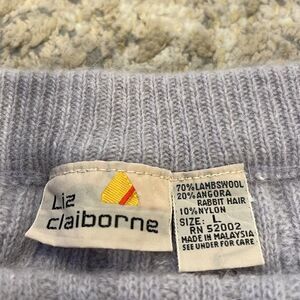 Liz
claiborne
70% LAMBSWOOL
20% ANGORA
RABBIT HAIR
10% NYLON
SIZE: L
RN 52002
MADE IN MALAYSIA
SEE UNDER FOR CARE